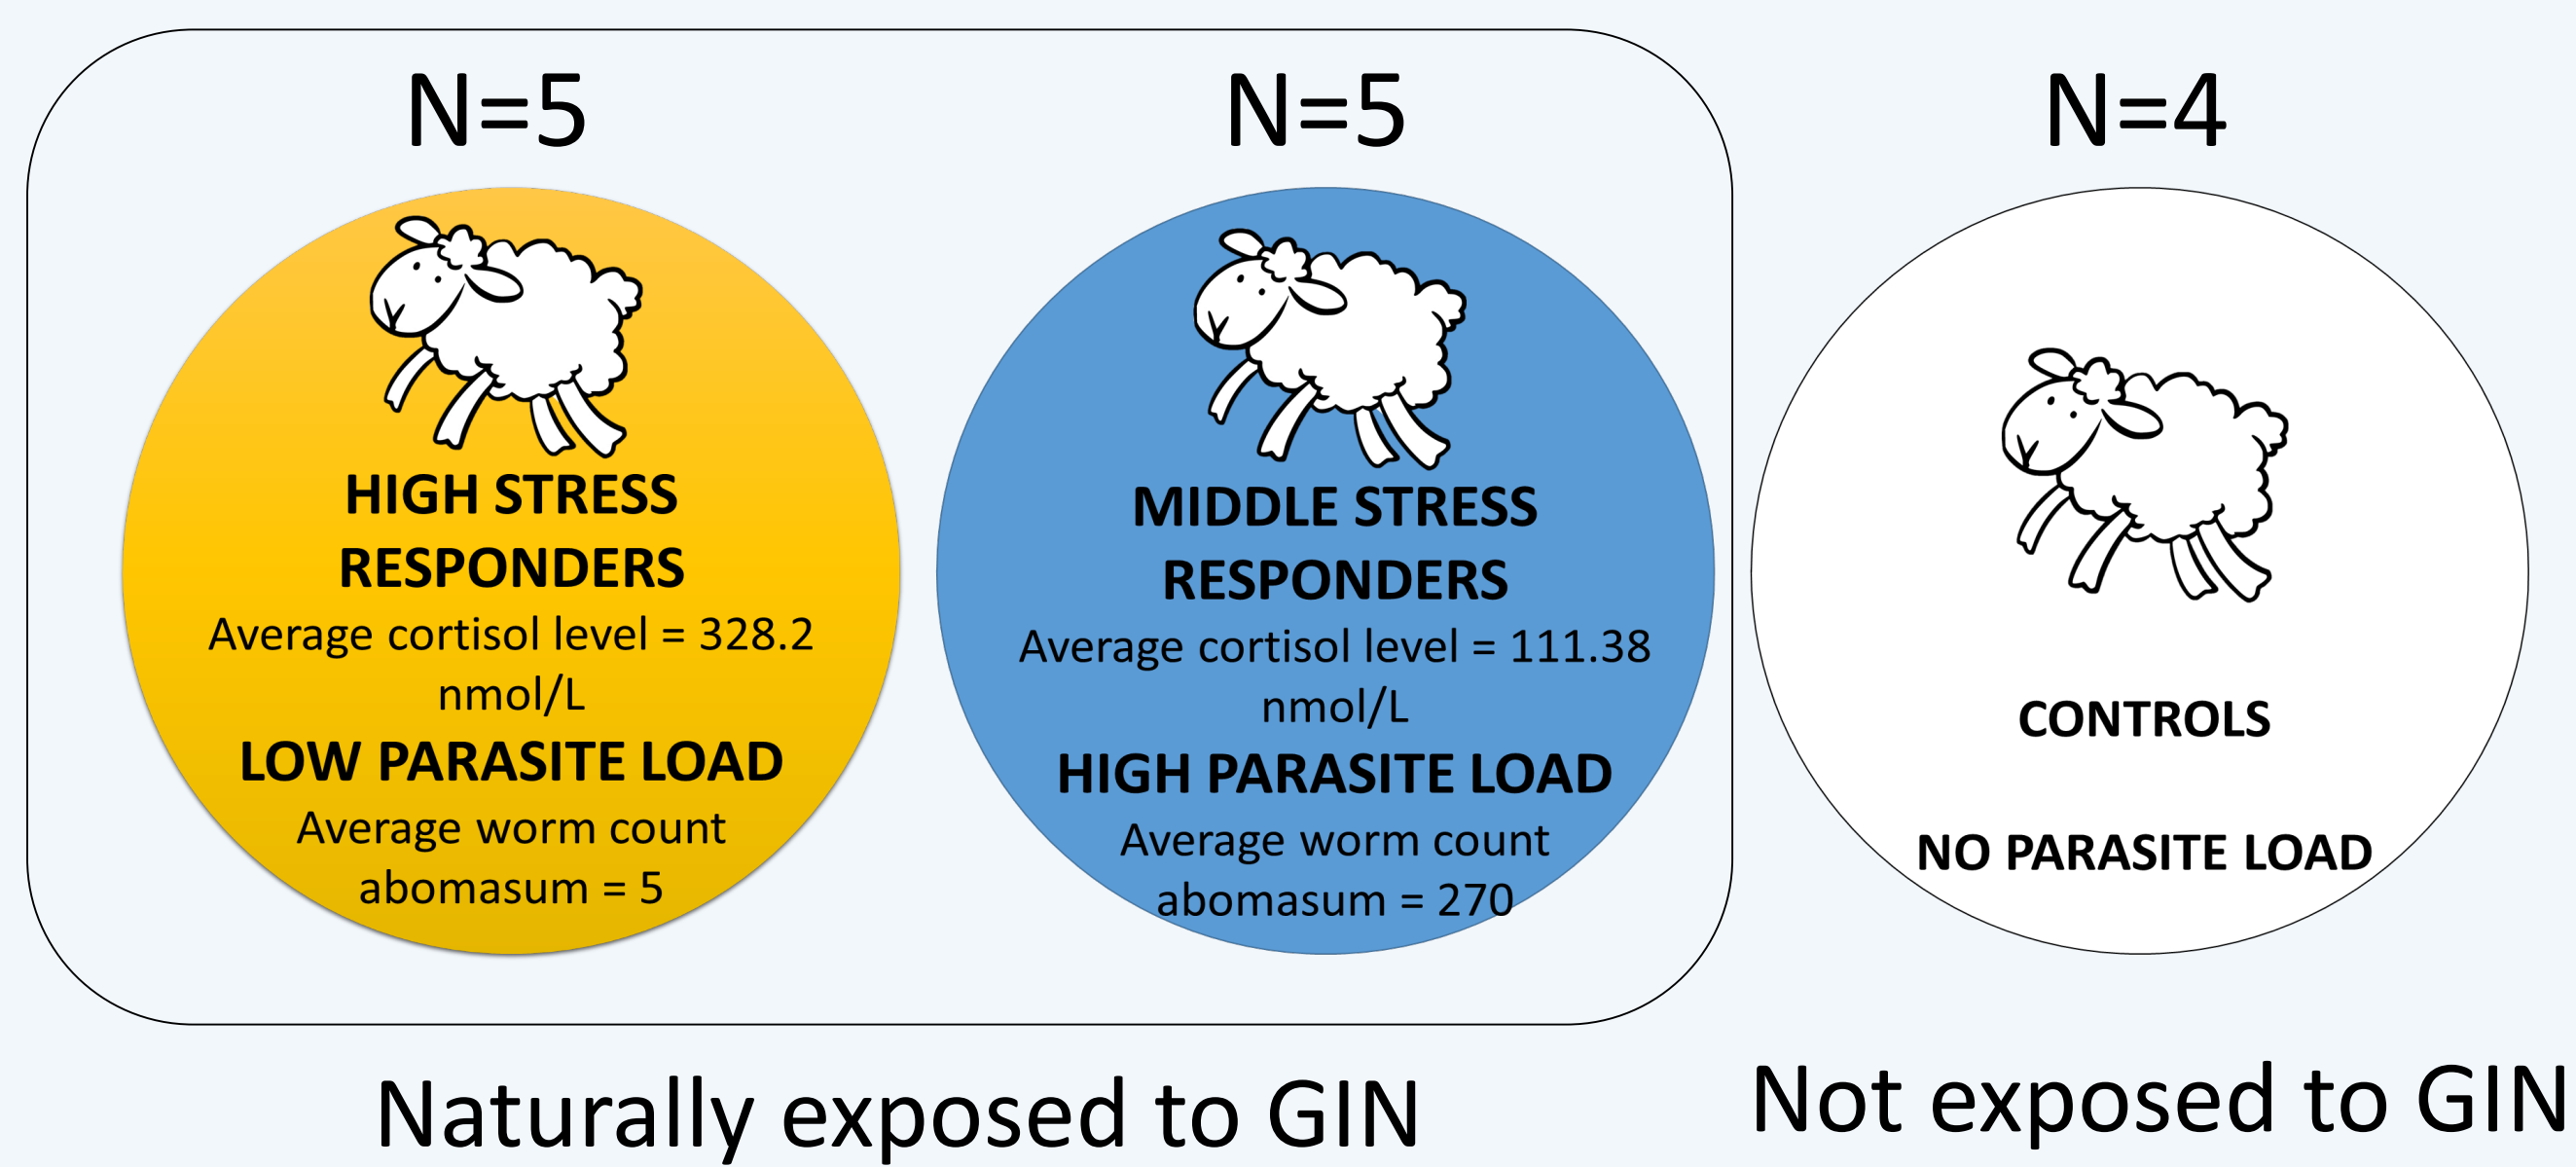 N=5
N=5
N=4
HIGH STRESS
RESPONDERS
Average cortisol level = 328.2
nmol/L
LOW PARASITE LOAD
Average worm count
abomasum = 5
MIDDLE STRESS
RESPONDERS
Average cortisol level = 111.38
nmol/L
HIGH PARASITE LOAD
Average worm count
abomasum = 270
CONTROLS
NO PARASITE LOAD
Naturally exposed to GIN
Not exposed to GIN